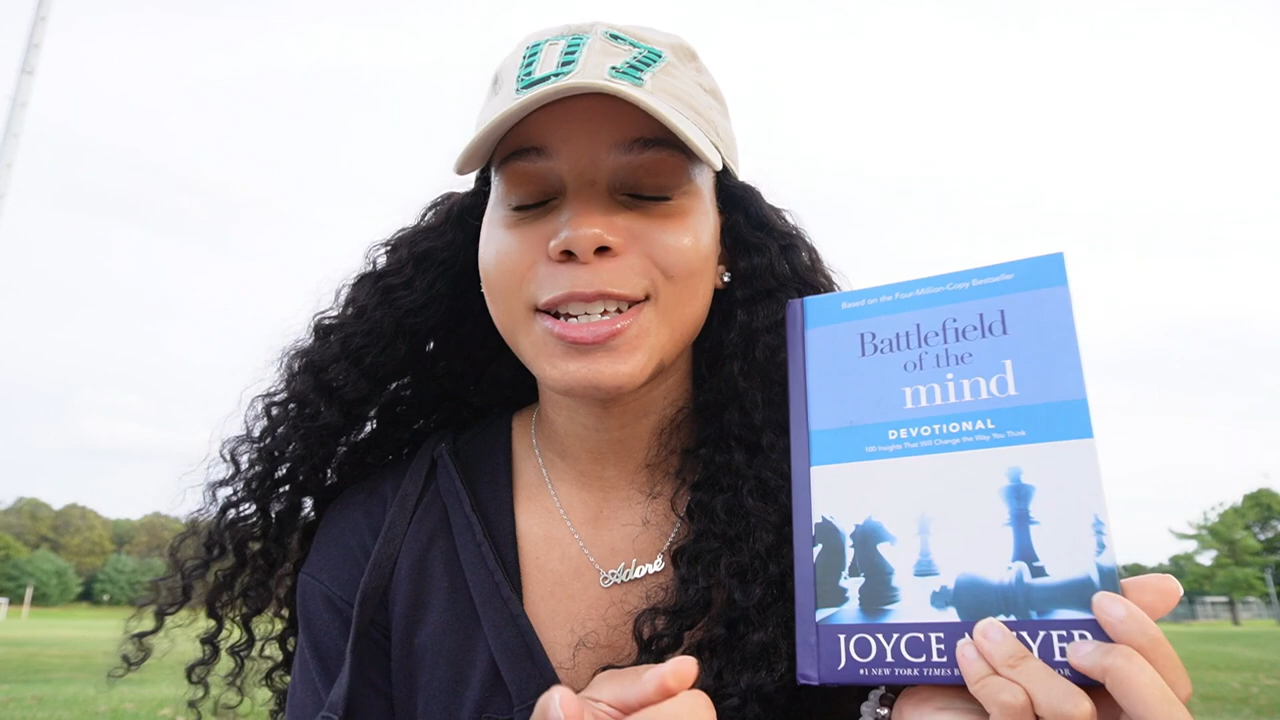 07
Adoré
Based on the Four-Million-Copy Bestseller
Battlefield
of the
mind
DEVOTIONAL
100 Insights That Will Change the Way You Think
JOYCE MEYER
#1 NEW YORK TIMES